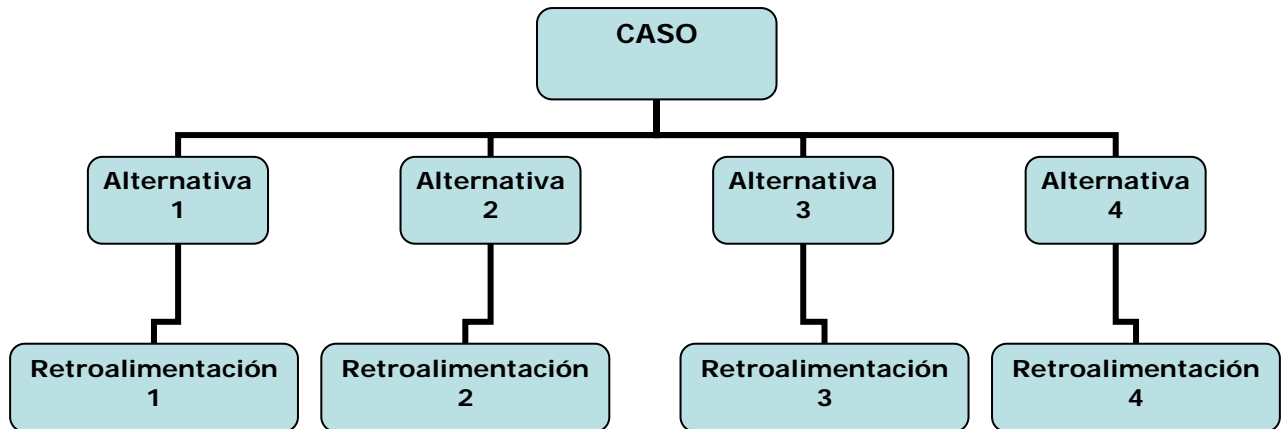 CASO
Alternativa
1
Alternativa
2
Alternativa
3
Alternativa
4
Retroalimentación
1
Retroalimentación
2
Retroalimentación
3
Retroalimentación
4